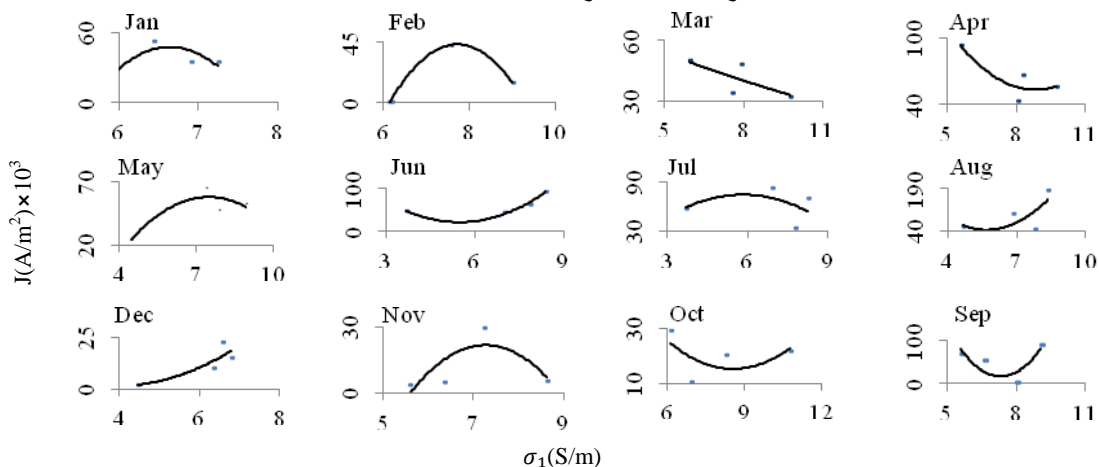 Jan
60
0
6 7 8
Feb
45
0
6 8 10
Mar
60
30
5 8 11
Apr
100
40
5 8 11
May
70
20
4 7 10
Jun
100
0
3 6 9
Jul
90
30
3 6 9
Aug
190
40
4 7 10
Dec
25
0
4 6 8
Nov
30
0
5 7 9
Oct
30
10
6 9 12
Sep
100
0
5 8 11
J(A/m²)×10³
σ₁(S/m)